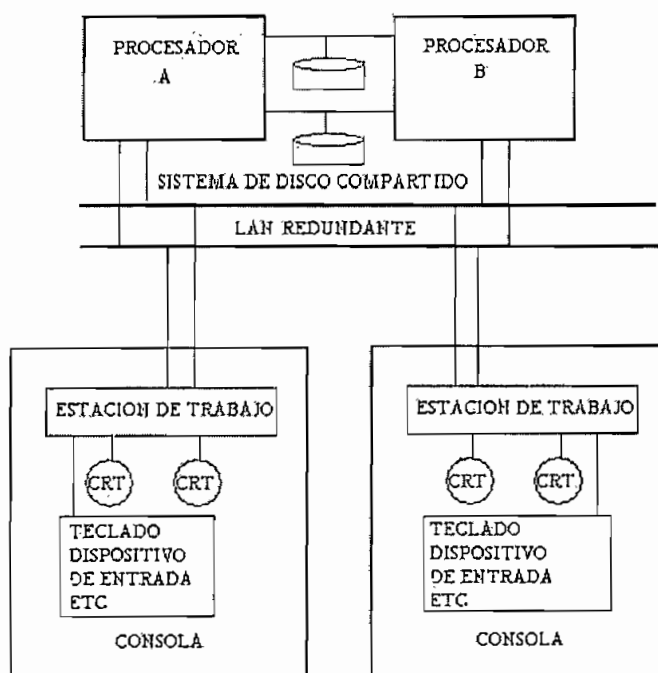 PROCESADOR
A
PROCESADOR
B
SISTEMA DE DISCO COMPARTIDO
LAN REDUNDANTE
ESTACION DE TRABAJO
CRT
CRT
TECLADO
DISPOSITIVO
DE ENTRADA
ETC
CONSOLA
ESTACION DE TRABAJO
CRT
CRT
TECLADO
DISPOSITIVO
DE ENTRADA
ETC
CONSOLA